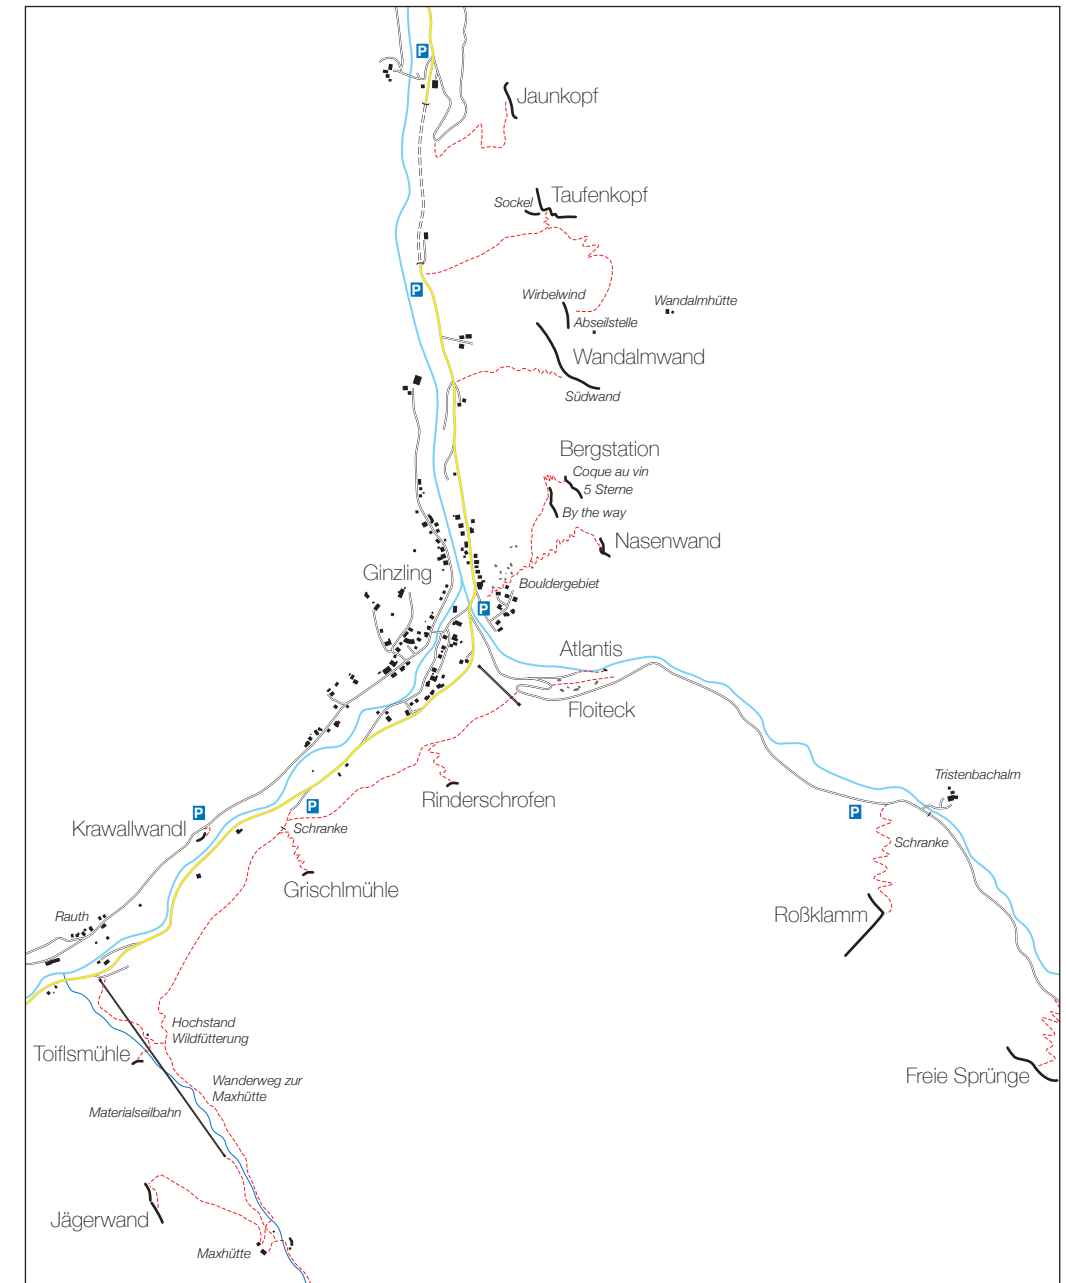 P
Jaunkopf
Taufenkopf
Sockel
P
Wirbelwind
Wandalmhütte
Abseilstelle
Wandalmwand
Südwand
Bergstation
Coque au vin
5 Sterne
By the way
Nasenwand
Ginzling
Bouldergebiet
P
Atlantis
Floiteck
Tristenbachalm
Rinderschrofen
P
P
P
Krawallwandl
Schranke
Schranke
Grischlmühle
Roßklamm
Rauth
Hochstand
Wildfütterung
Toiflsmühle
Freie Sprünge
Wanderweg zur
Maxhütte
Materialseilbahn
Jägerwand
Maxhütte